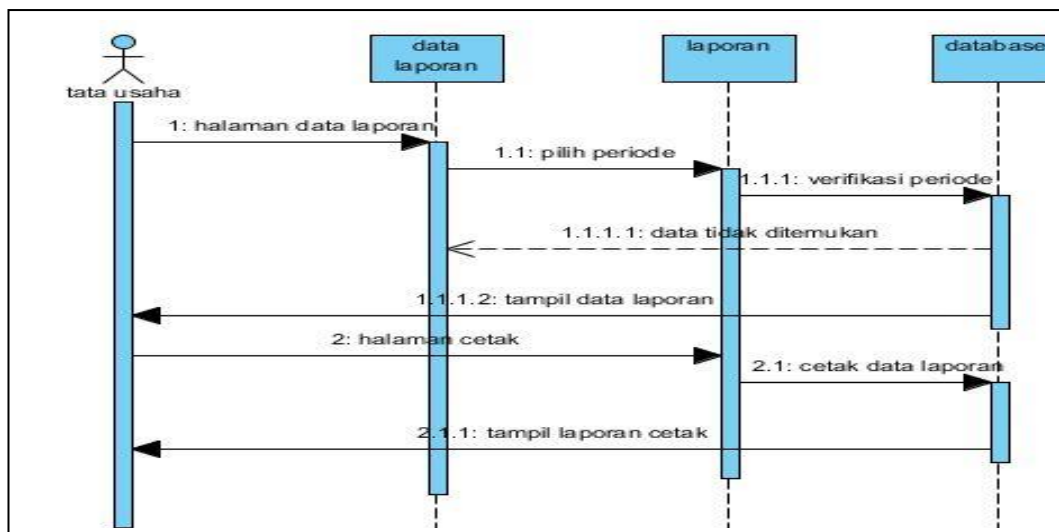 data
laporan
laporan
database
tata usaha
1: halaman data laporan
1.1: pilih periode
1.1.1: verifikasi periode
1.1.1.1: data tidak ditemukan
1.1.1.2: tampil data laporan
2: halaman cetak
2.1: cetak data laporan
2.1.1: tampil laporan cetak